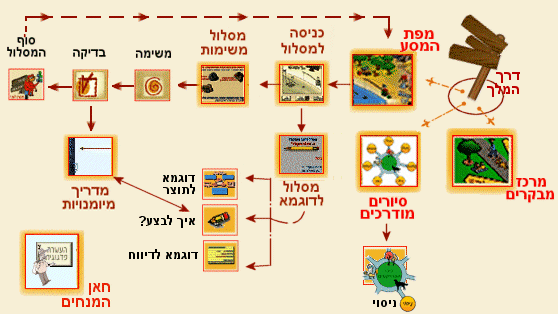 מפת
המסע
כניסה
למסלול
מסלול
משימות
משימה
בדיקה
סוף
המסלול
דרך
המלך
מרכז
מבקרים
סיורים
מודרכים
ניסוי
מסלול
לדוגמא
דוגמא
לתוצר
איך לבצע?
דוגמא לדיווח
מדריך
מיומנויות
חאן
המנחים